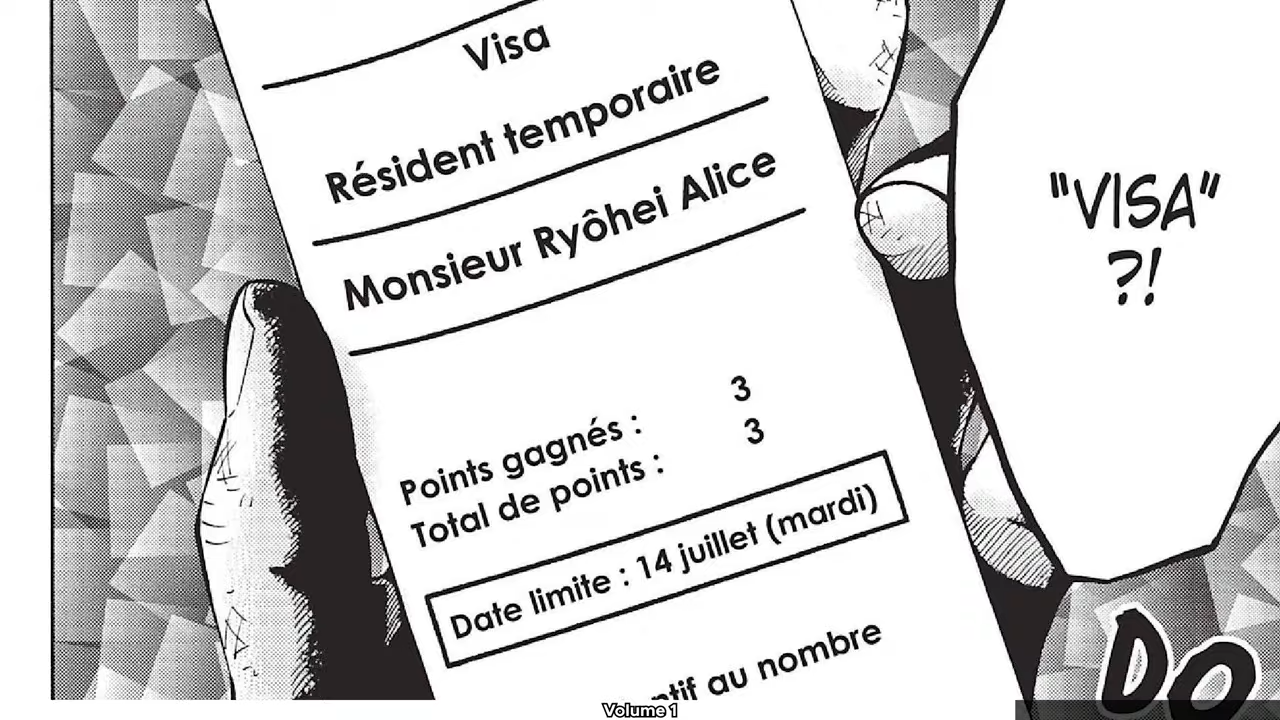 Visa
Résident temporaire
Monsieur Ryôhei Alice
Points gagnés : 3
Total de points : 3
Date limite : 14 juillet (mardi)
au nombre
"VISA"
?!
DO
Volume 1